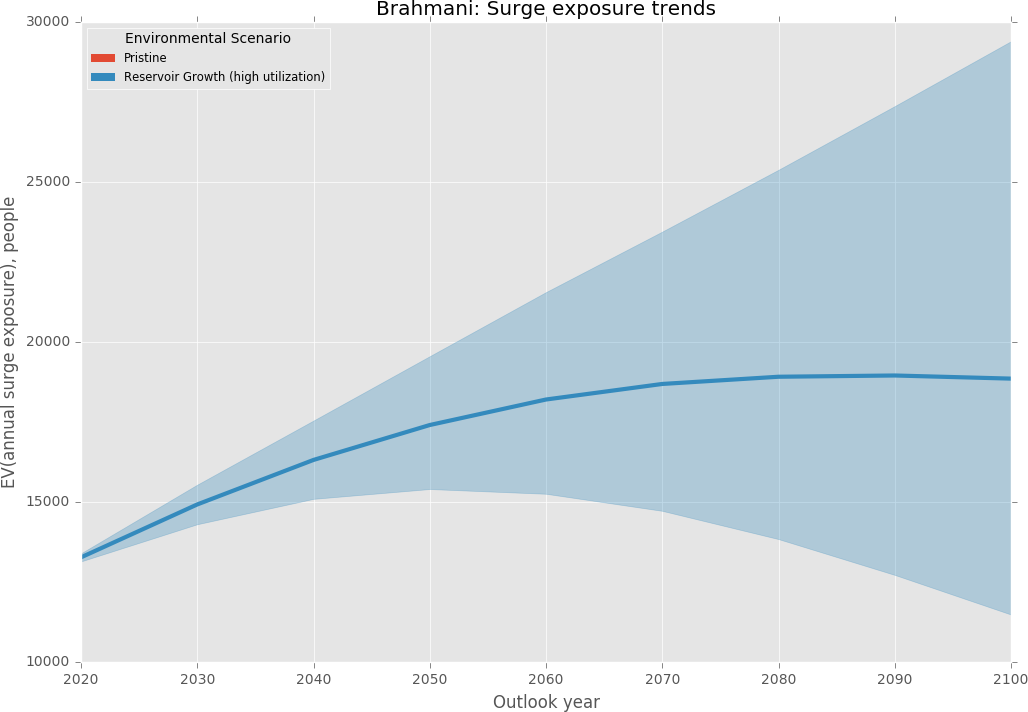 Brahmani: Surge exposure trends
30000
25000
20000
15000
10000
EV(annual surge exposure), people
Environmental Scenario
Pristine
Reservoir Growth (high utilization)
2020 2030 2040 2050 2060 2070 2080 2090 2100
Outlook year